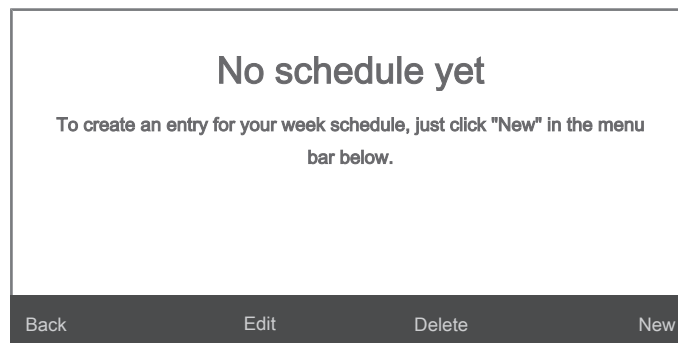 No schedule yet
To create an entry for your week schedule, just click "New" in the menu
bar below.
Back Edit Delete New